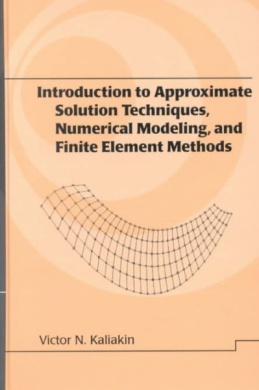 Introduction to Approximate
Solution Techniques,
Numerical Modeling, and
Finite Element Methods
Victor N. Kaliakin